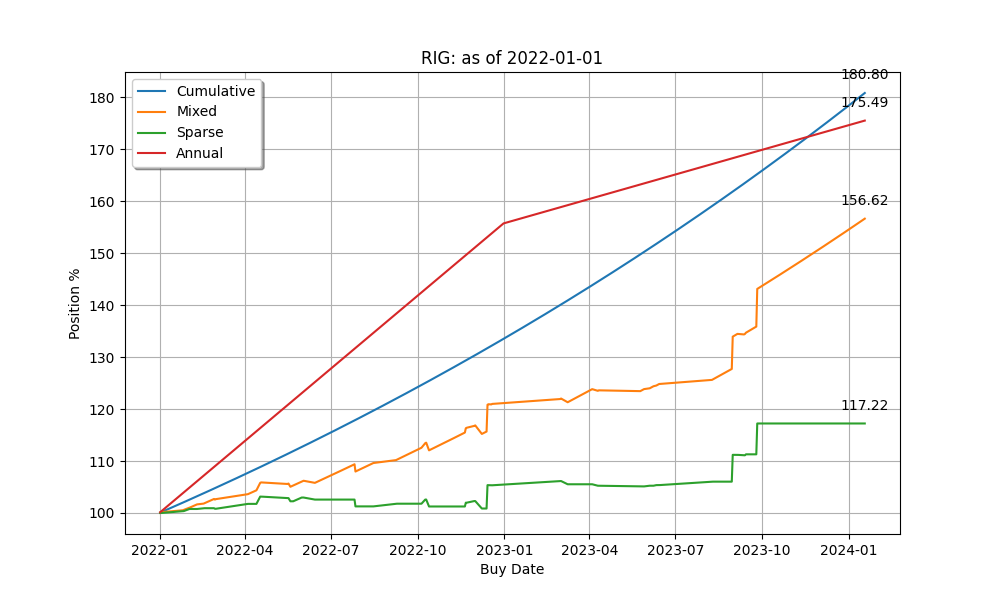 RIG: as of 2022-01-01
180.80
175.49
156.62
117.22
Cumulative
Mixed
Sparse
Annual
Position %
180
170
160
150
140
130
120
110
100
2022-01 2022-04 2022-07 2022-10 2023-01 2023-04 2023-07 2023-10 2024-01
Buy Date